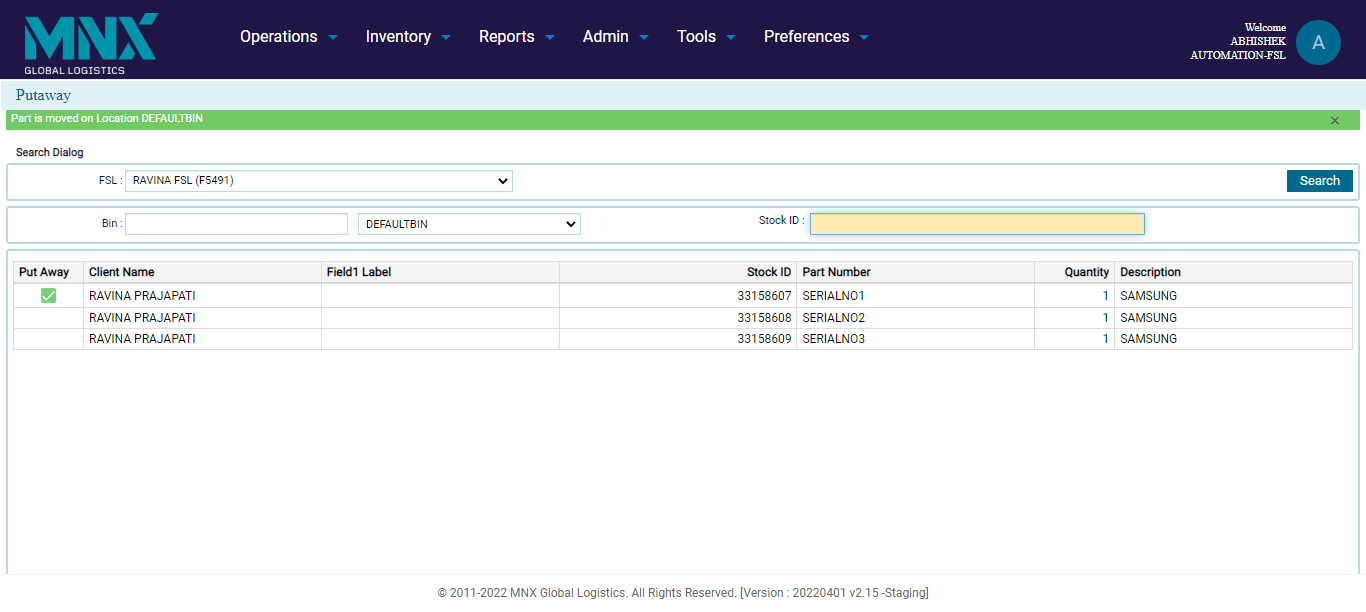 MNX
GLOBAL LOGISTICS
Operations Inventory Reports Admin Tools Preferences
Welcome
ABHISHEK
AUTOMATION-FSL
A
Putaway
Part is moved on Location DEFAULTBIN ×
Search Dialog
FSL : RAVINA FSL (F5491) Search
Bin : DEFAULTBIN Stock ID :
Put Away Client Name Field1 Label Stock ID Part Number Quantity Description
RAVINA PRAJAPATI 33158607 SERIALNO1 1 SAMSUNG
RAVINA PRAJAPATI 33158608 SERIALNO2 1 SAMSUNG
RAVINA PRAJAPATI 33158609 SERIALNO3 1 SAMSUNG
© 2011-2022 MNX Global Logistics. All Rights Reserved. [Version : 20220401 v2.15 -Staging]